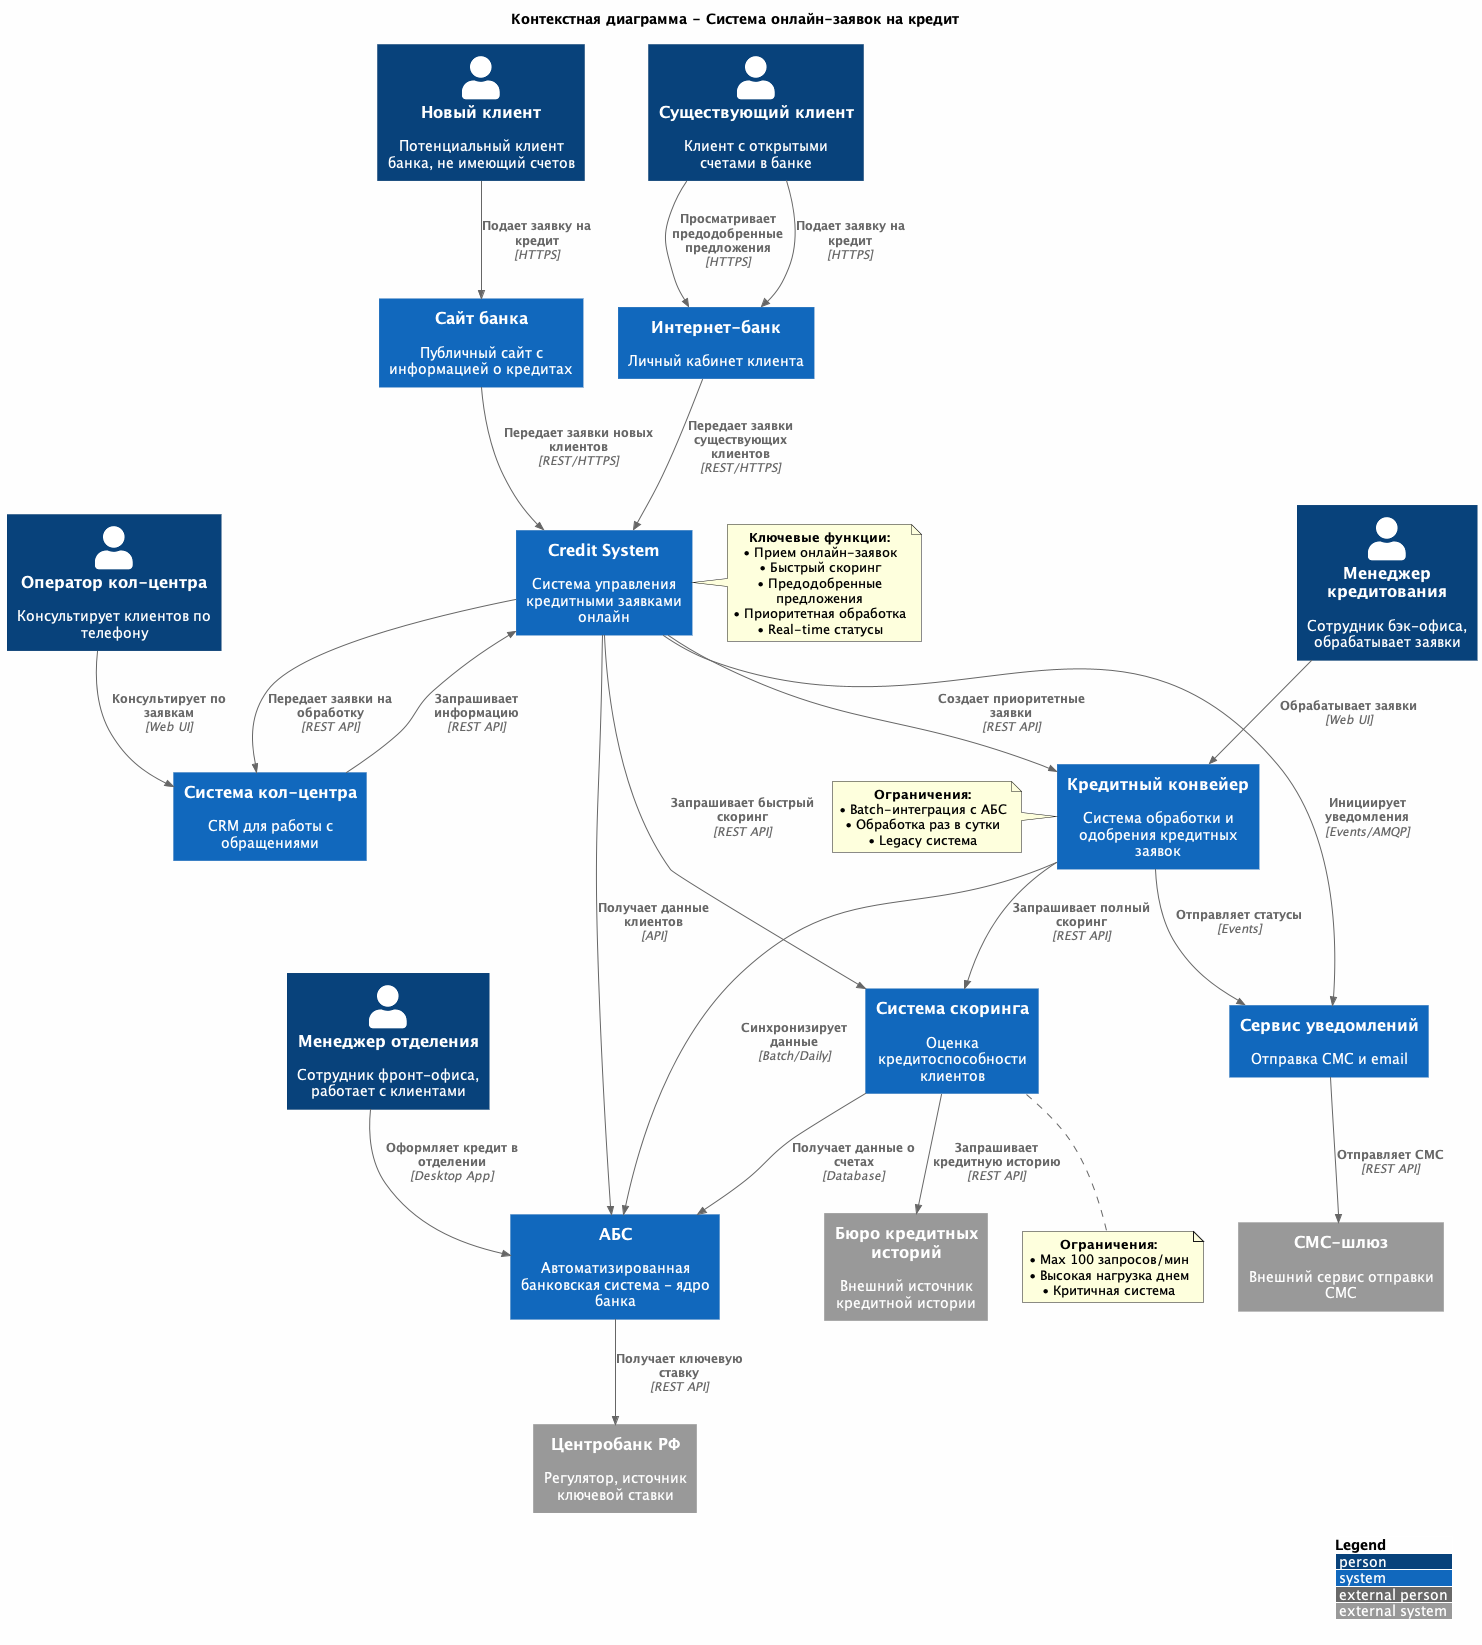 Контекстная диаграмма – Система онлайн-заявок на кредит
Новый клиент
Потенциальный клиент
банка, не имеющий счетов
Существующий клиент
Клиент с открытыми
счетами в банке
Подает заявку на
кредит
[HTTPS]
Просматривает
предодобренные
предложения
[HTTPS]
Подает заявку на
кредит
[HTTPS]
Сайт банка
Публичный сайт с
информацией о кредитах
Интернет-банк
Личный кабинет клиента
Передает заявки новых
клиентов
[REST/HTTPS]
Передает заявки
существующих
клиентов
[REST/HTTPS]
Оператор кол-центра
Консультирует клиентов по
телефону
Credit System
Система управления
кредитными заявками
онлайн
Ключевые функции:
• Прием онлайн-заявок
• Быстрый скоринг
• Предодобренные
предложения
• Приоритетная обработка
• Real-time статусы
Менеджер
кредитования
Сотрудник бэк-офиса,
обрабатывает заявки
Консультирует по
заявкам
[Web UI]
Передает заявки на
обработку
[REST API]
Запрашивает
информацию
[REST API]
Создает приоритетные
заявки
[REST API]
Обрабатывает заявки
[Web UI]
Система кол-центра
CRM для работы с
обращениями
Запрашивает быстрый
скоринг
[REST API]
Ограничения:
• Batch-интеграция с АБС
• Обработка раз в сутки
• Legacy система
Кредитный конвейер
Система обработки и
одобрения кредитных
заявок
Инициирует
уведомления
[Events/AMQP]
Получает данные
клиентов
[API]
Запрашивает полный
скоринг
[REST API]
Отправляет статусы
[Events]
Менеджер отделения
Сотрудник фронт-офиса,
работает с клиентами
Синхронизирует
данные
[Batch/Daily]
Система скоринга
Оценка
кредитоспособности
клиентов
Сервис уведомлений
Отправка СМС и email
Оформляет кредит в
отделении
[Desktop App]
Получает данные о
счетах
[Database]
Запрашивает
кредитную историю
[REST API]
Отправляет СМС
[REST API]
АБС
Автоматизированная
банковская система – ядро
банка
Бюро кредитных
историй
Внешний источник
кредитной истории
Ограничения:
• Max 100 запросов/мин
• Высокая нагрузка днем
• Критичная система
СМС-шлюз
Внешний сервис отправки
СМС
Получает ключевую
ставку
[REST API]
Центробанк РФ
Регулятор, источник
ключевой ставки
Legend
person
system
external person
external system